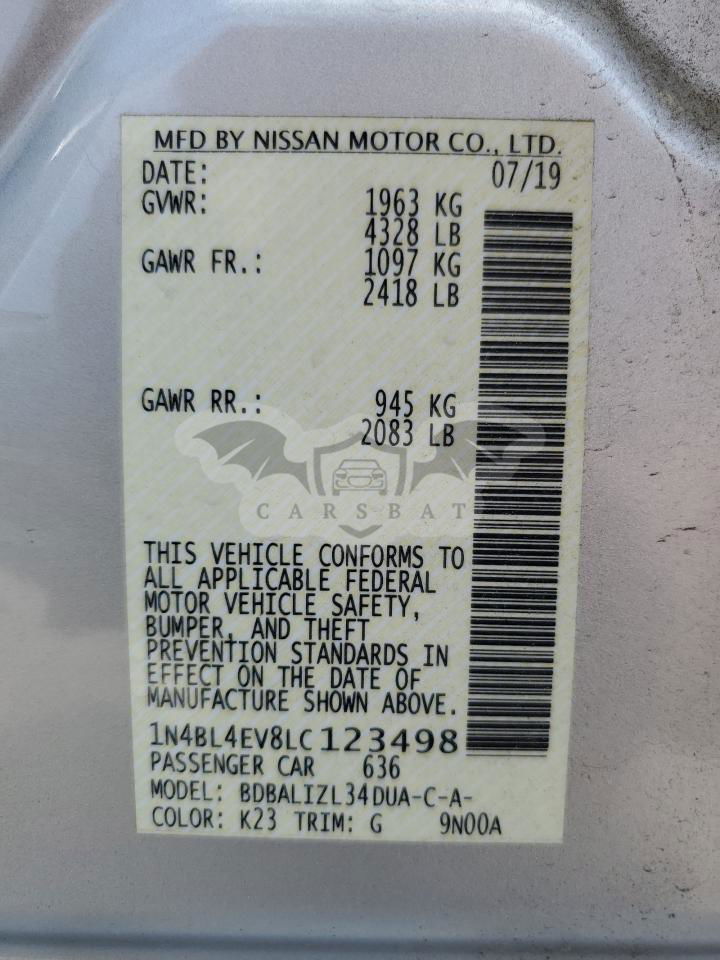 MFD BY NISSAN MOTOR CO., LTD.
DATE: 07/19
GVWR: 1963 KG
4328 LB
GAWR FR.: 1097 KG
2418 LB
GAWR RR.: 945 KG
2083 LB
CARSBAT
THIS VEHICLE CONFORMS TO
ALL APPLICABLE FEDERAL
MOTOR VEHICLE SAFETY,
BUMPER, AND THEFT
PREVENTION STANDARDS IN
EFFECT ON THE DATE OF
MANUFACTURE SHOWN ABOVE.
1N4BL4EV8LC123498
PASSENGER CAR 636
MODEL: BDBALIZL34DUA-C-A-
COLOR: K23 TRIM: G 9N00A